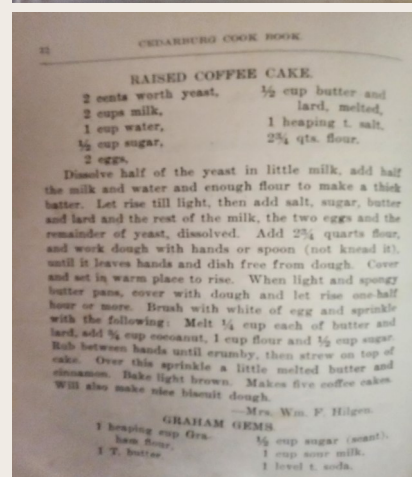 32
CEDARBURG COOK BOOK
RAISED COFFEE CAKE.
2 cents worth yeast,
2 cups milk,
1 cup water,
½ cup sugar,
2 eggs,
½ cup butter and
lard, melted,
1 heaping t. salt,
2¾ qts. flour.
Dissolve half of the yeast in little milk, add half
the milk and water and enough flour to make a thick
batter. Let rise till light, then add salt, sugar, butter
and lard and the rest of the milk, the two eggs and the
remainder of yeast, dissolved. Add 2¾ quarts flour,
and work dough with hands or spoon (not knead it),
until it leaves hands and dish free from dough. Cover
and set in warm place to rise. When light and spongy
butter pans, cover with dough and let rise one-half
hour or more. Brush with white of egg and sprinkle
with the following: Melt ¼ cup each of butter and
lard, add ¾ cup cocoanut, 1 cup flour and ½ cup sugar.
Rub between hands until crumby, then strew on top of
cake. Over this sprinkle a little melted butter and
cinnamon. Bake light brown. Makes five coffee cakes.
Will also make nice biscuit dough.
—Mrs. Wm. F. Hilgen.
GRAHAM GEMS.
1 heaping cup Gra-
ham flour,
1 T. butter,
½ cup sugar (scant),
1 cup sour milk,
1 level t. soda.